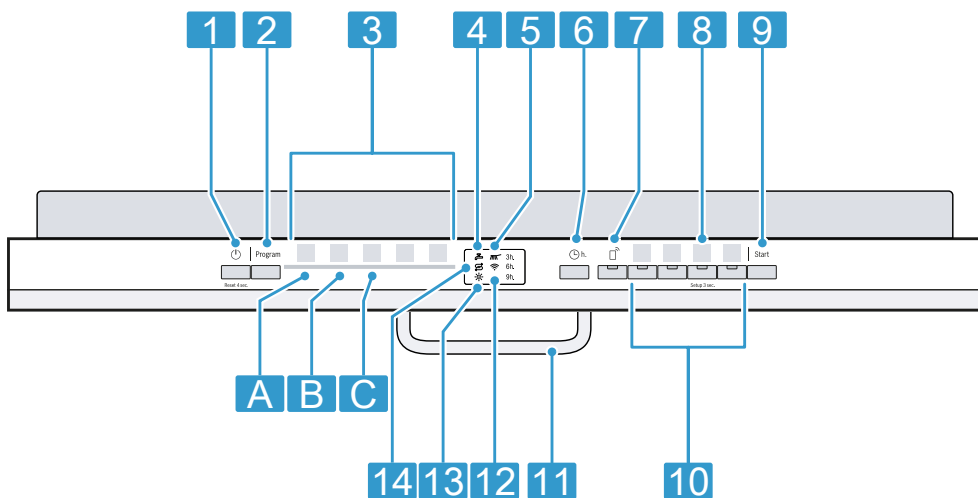 1 2 3 4 5 6 7 8 9
Program
3h.
h.
Start
6h.
9h.
Reset 4 sec.
Setup 3 sec.
A B C
14 13 12 11 10